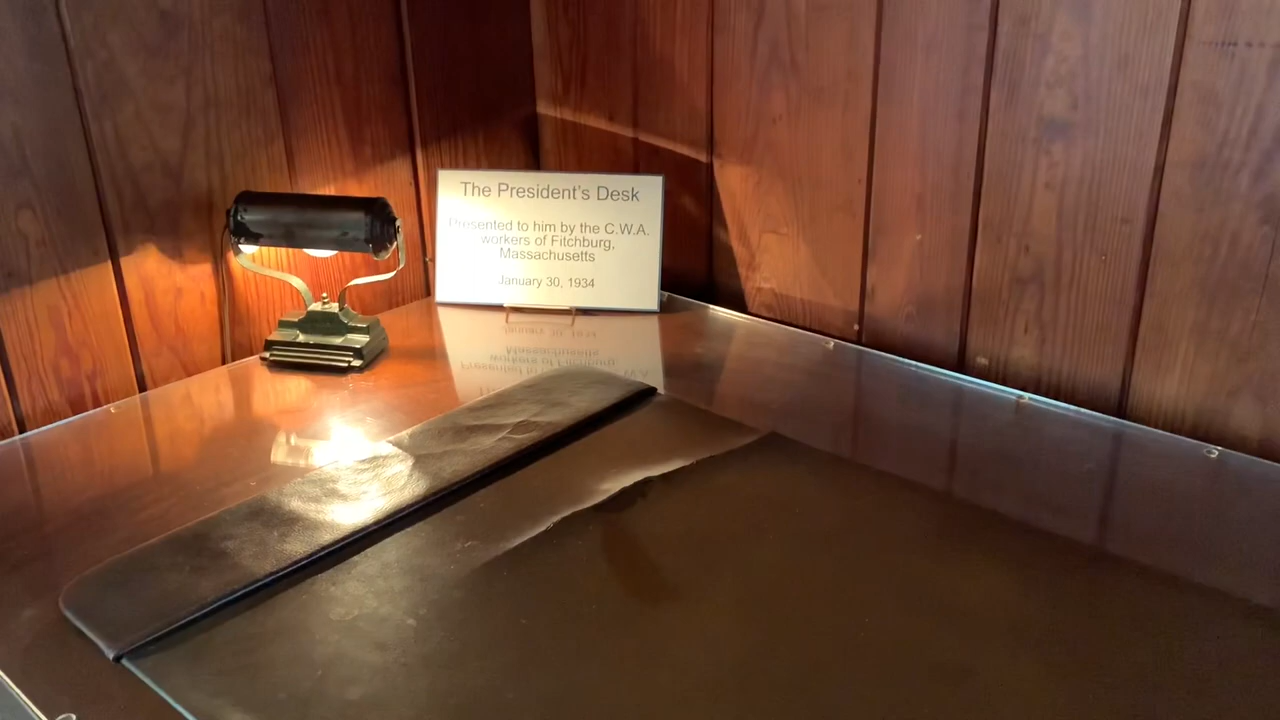 The President's Desk
Presented to him by the C.W.A.
workers of Fitchburg,
Massachusetts
January 30, 1934